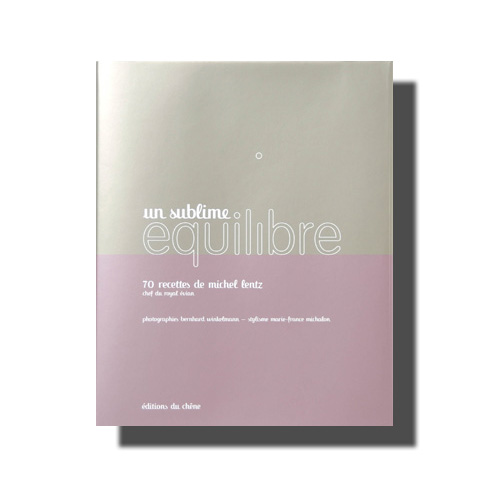 un sublime
equilibre
70 recettes de michel lentz
chef du royal évian
photographies bernhard winkelmann – stylisme marie-france michalon
éditions du chêne